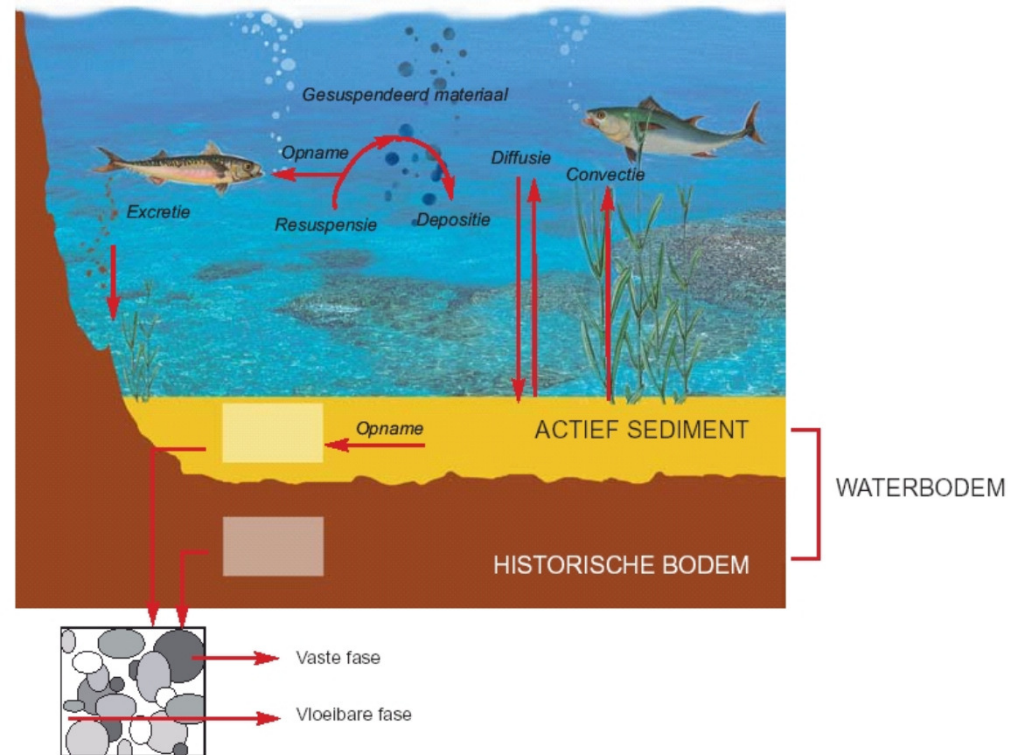 Gesuspendeerd materiaal
Opname
Diffusie
Convectie
Excretie
Resuspensie
Depositie
Opname
ACTIEF SEDIMENT
WATERBODEM
HISTORISCHE BODEM
Vaste fase
Vloeibare fase